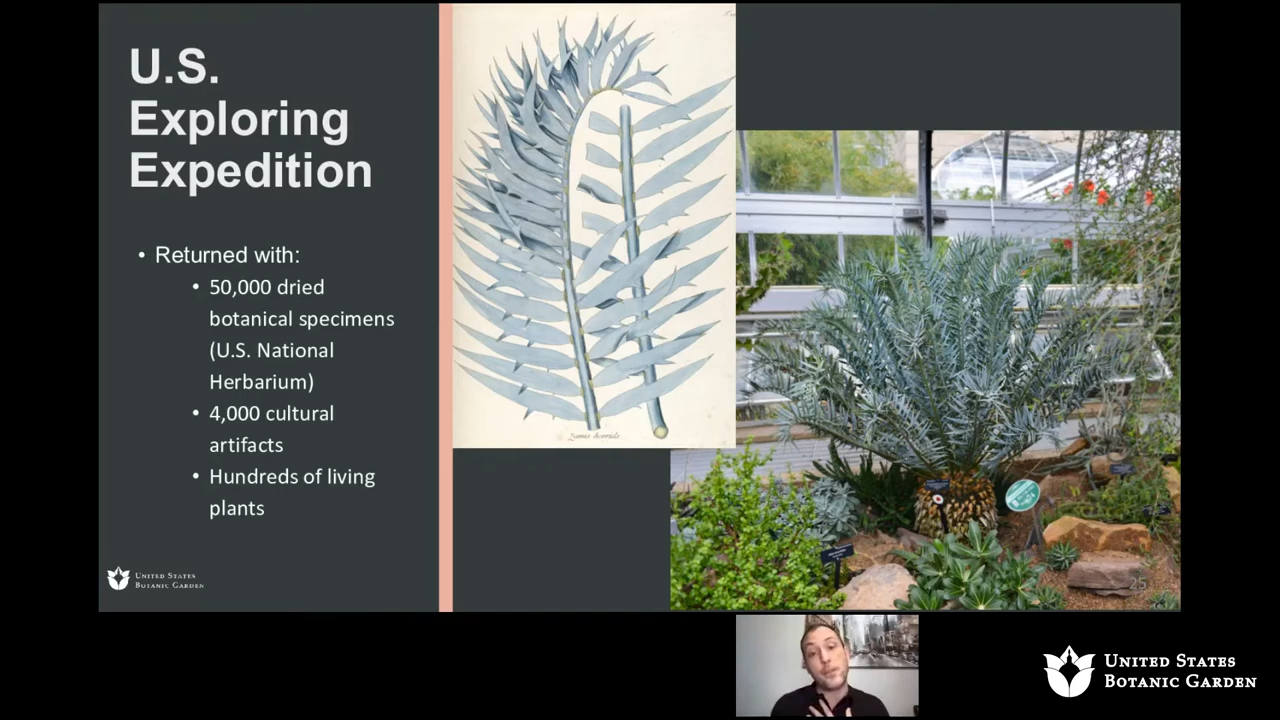 U.S.
Exploring
Expedition
• Returned with:
• 50,000 dried
botanical specimens
(U.S. National
Herbarium)
• 4,000 cultural
artifacts
• Hundreds of living
plants
UNITED STATES
BOTANIC GARDEN
25
UNITED STATES
BOTANIC GARDEN